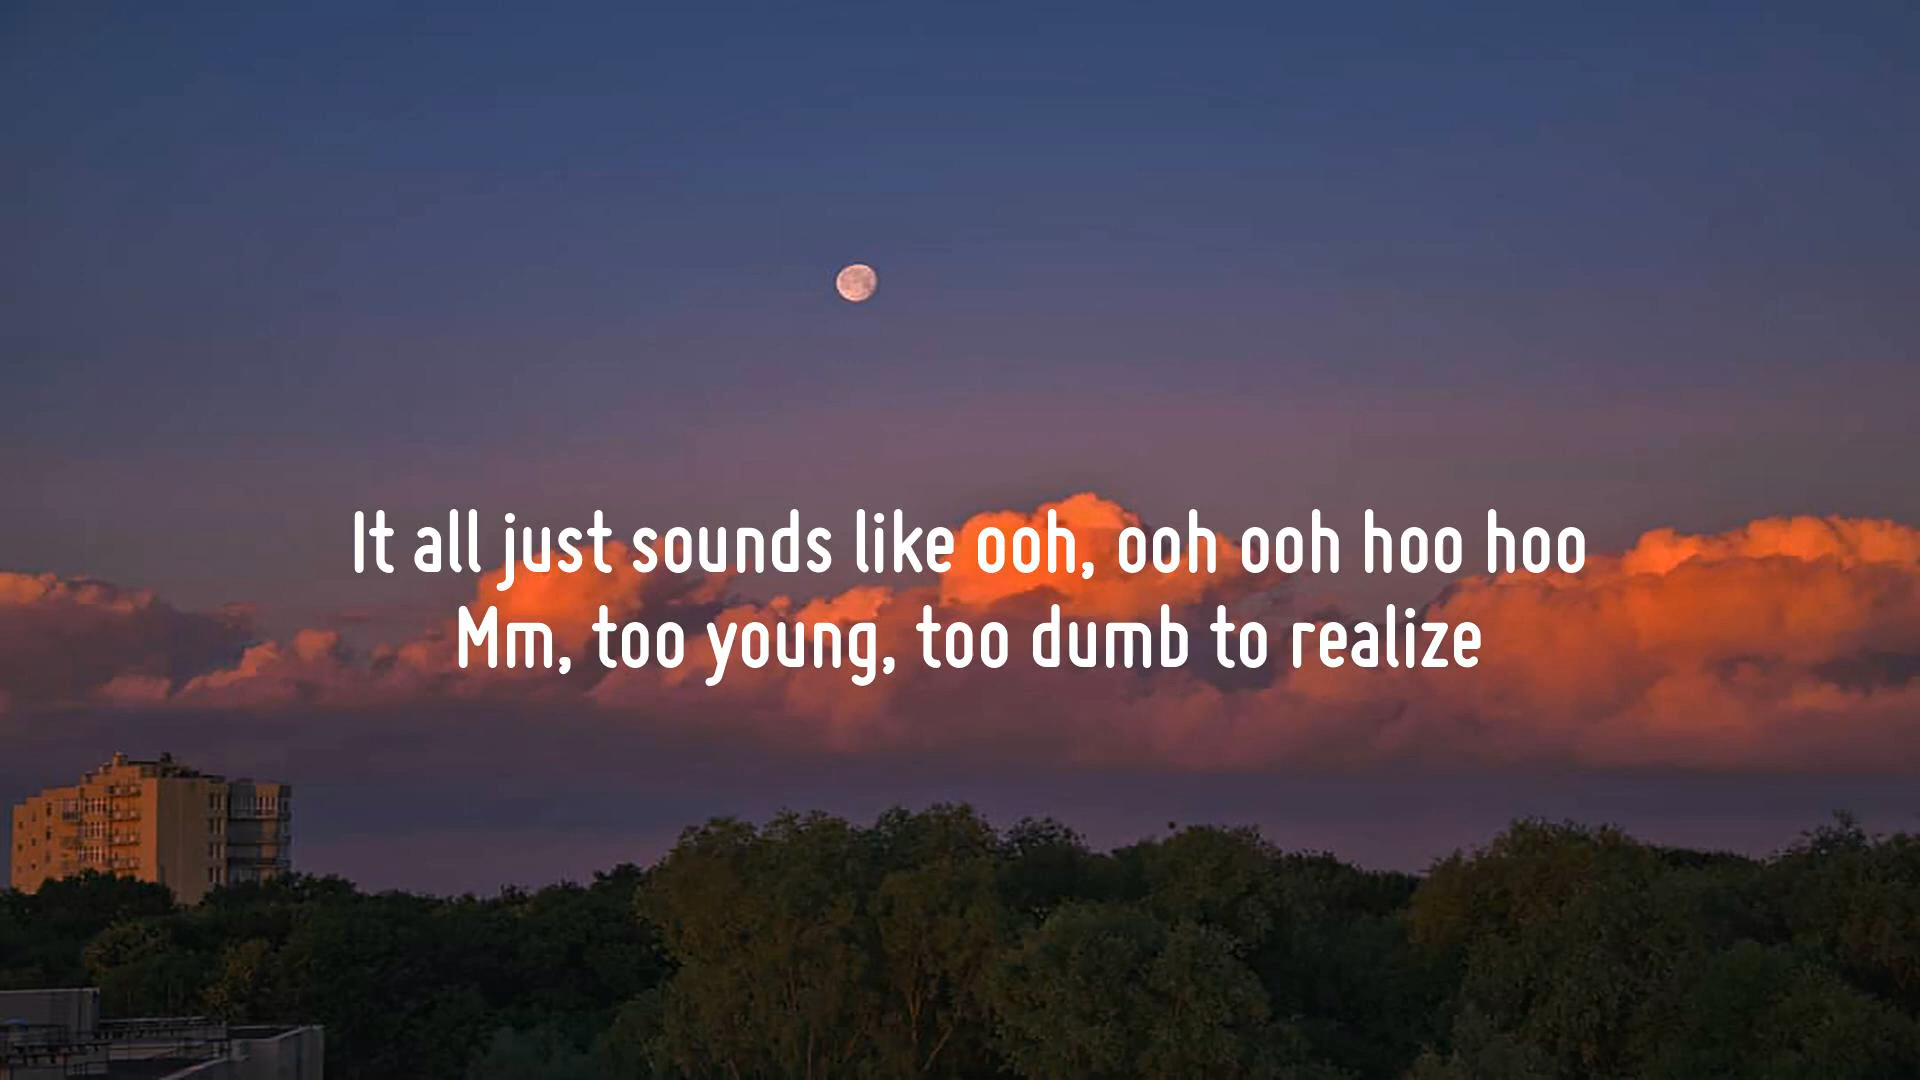 It all just sounds like ooh, ooh ooh hoo hoo
Mm, too young, too dumb to realize